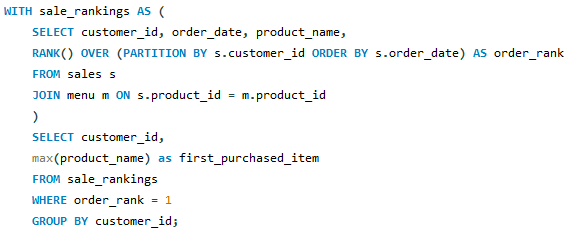 WITH sale_rankings AS (
SELECT customer_id, order_date, product_name,
RANK() OVER (PARTITION BY s.customer_id ORDER BY s.order_date) AS order_rank
FROM sales s
JOIN menu m ON s.product_id = m.product_id
)
SELECT customer_id,
max(product_name) as first_purchased_item
FROM sale_rankings
WHERE order_rank = 1
GROUP BY customer_id;